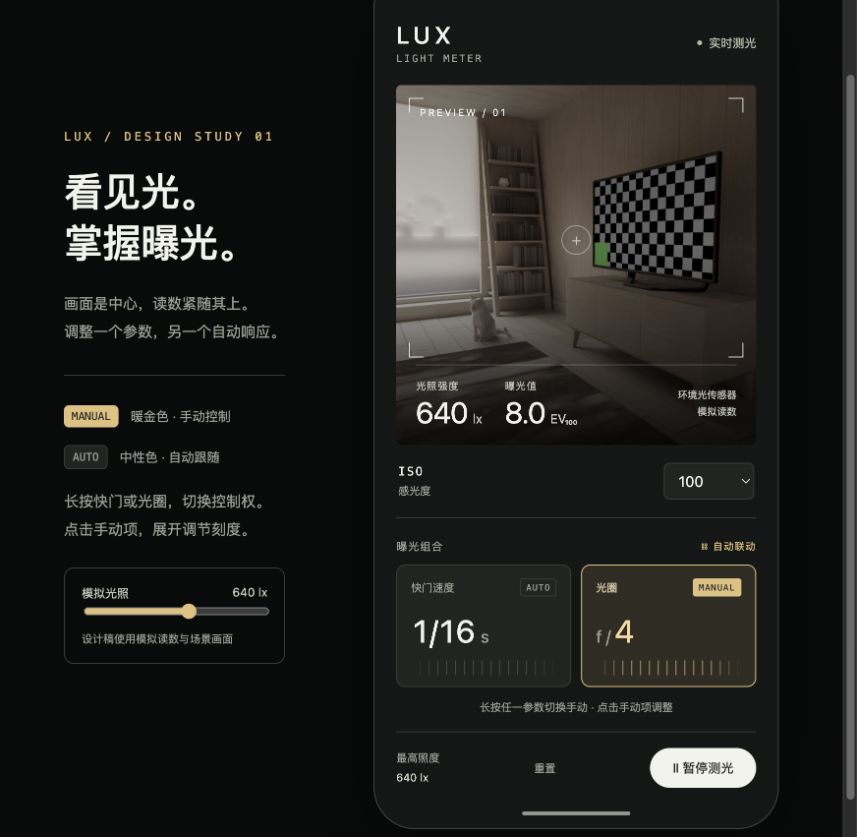 LUX / DESIGN STUDY 01
看见光。
掌握曝光。
画面是中心，读数紧随其上。
调整一个参数，另一个自动响应。
MANUAL 暖金色 · 手动控制
AUTO 中性色 · 自动跟随
长按快门或光圈，切换控制权。
点击手动项，展开调节刻度。
模拟光照 640 lx
设计稿使用模拟读数与场景画面
LUX
LIGHT METER
实时测光
PREVIEW / 01
光照强度 曝光值
640 lx 8.0 EV₁₀₀
环境光传感器
模拟读数
ISO
感光度
100
曝光组合 自动联动
快门速度 AUTO
1/16 s
光圈 MANUAL
f/4
长按任一参数切换手动 · 点击手动项调整
最高照度
640 lx
重置
暂停测光